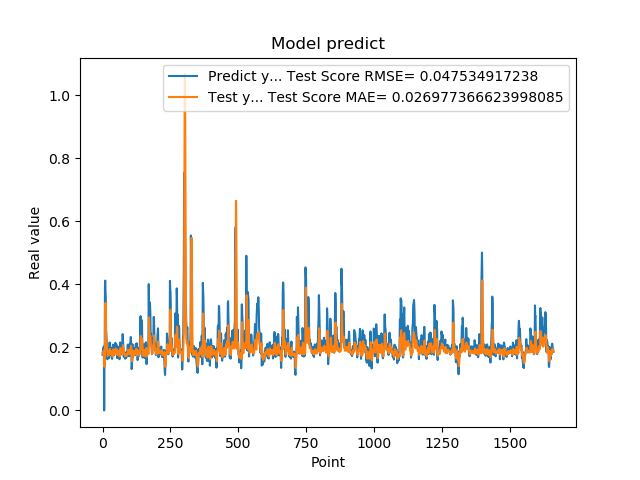 Model predict
Predict y... Test Score RMSE= 0.047534917238
Test y... Test Score MAE= 0.026977366623998085
1.0
0.8
0.6
0.4
0.2
0.0
Real value
0 250 500 750 1000 1250 1500
Point